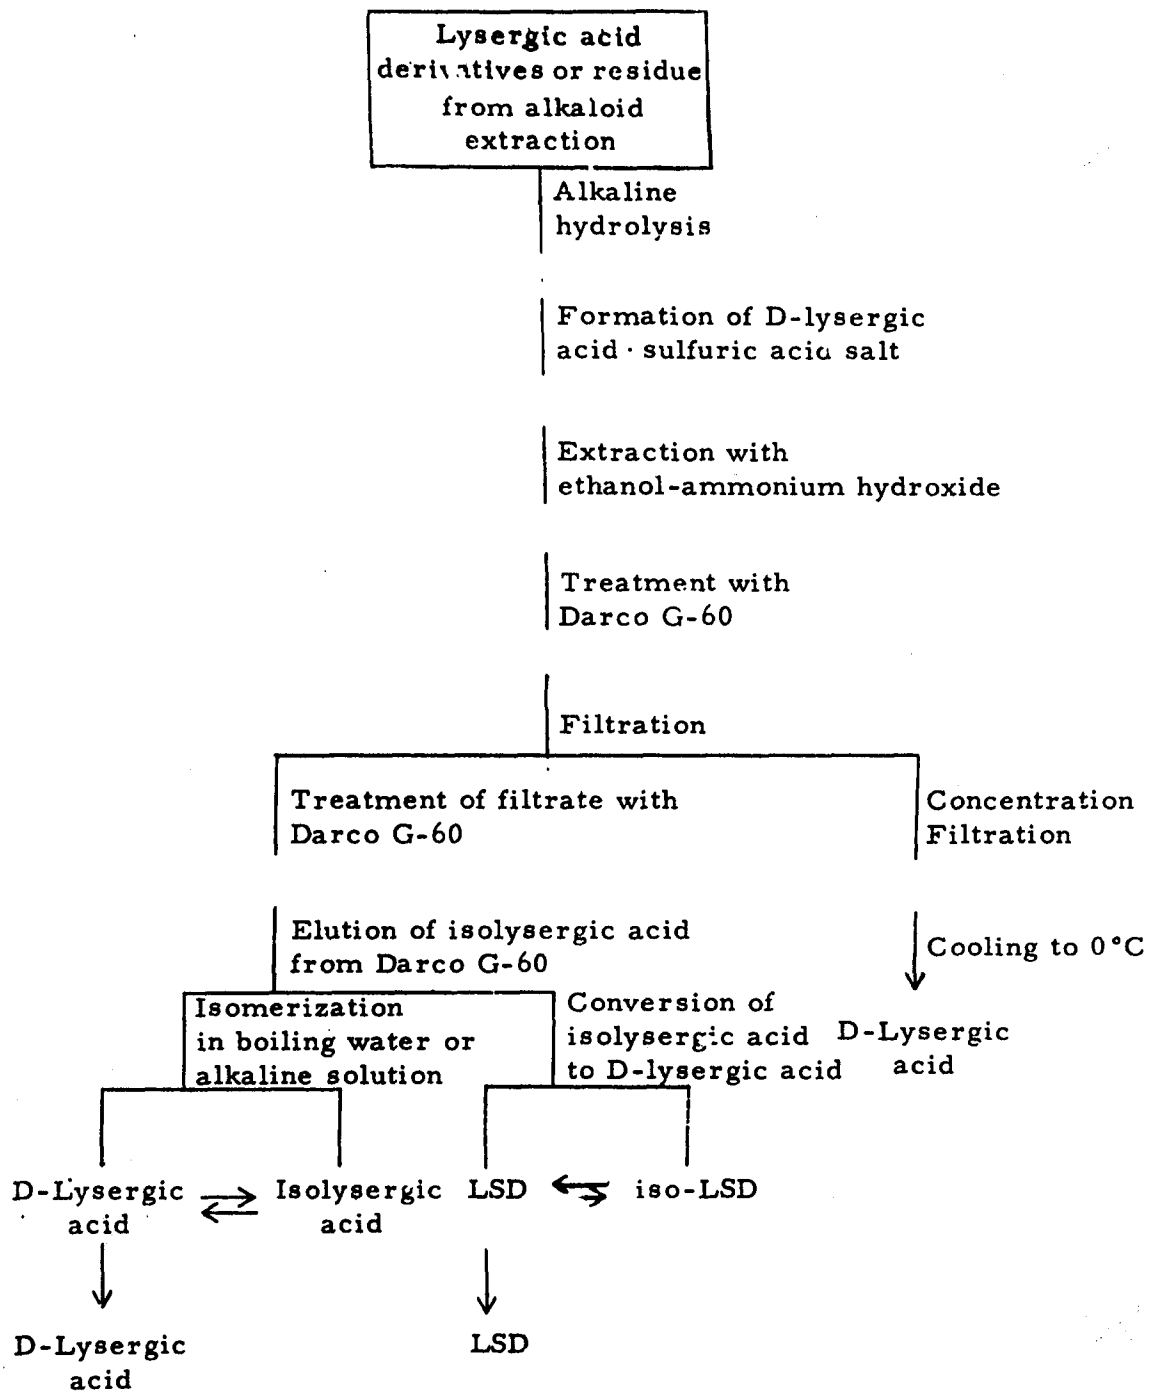 Lysergic acid
derivatives or residue
from alkaloid
extraction
Alkaline
hydrolysis
Formation of D-lysergic
acid · sulfuric acid salt
Extraction with
ethanol-ammonium hydroxide
Treatment with
Darco G-60
Filtration
Treatment of filtrate with
Darco G-60
Concentration
Filtration
Elution of isolysergic acid
from Darco G-60
Cooling to 0°C
Isomerization
in boiling water or
alkaline solution
Conversion of
isolysergic acid
to D-lysergic acid
D-Lysergic
acid
D-Lysergic
acid
Isolysergic
acid
LSD
iso-LSD
D-Lysergic
acid
LSD